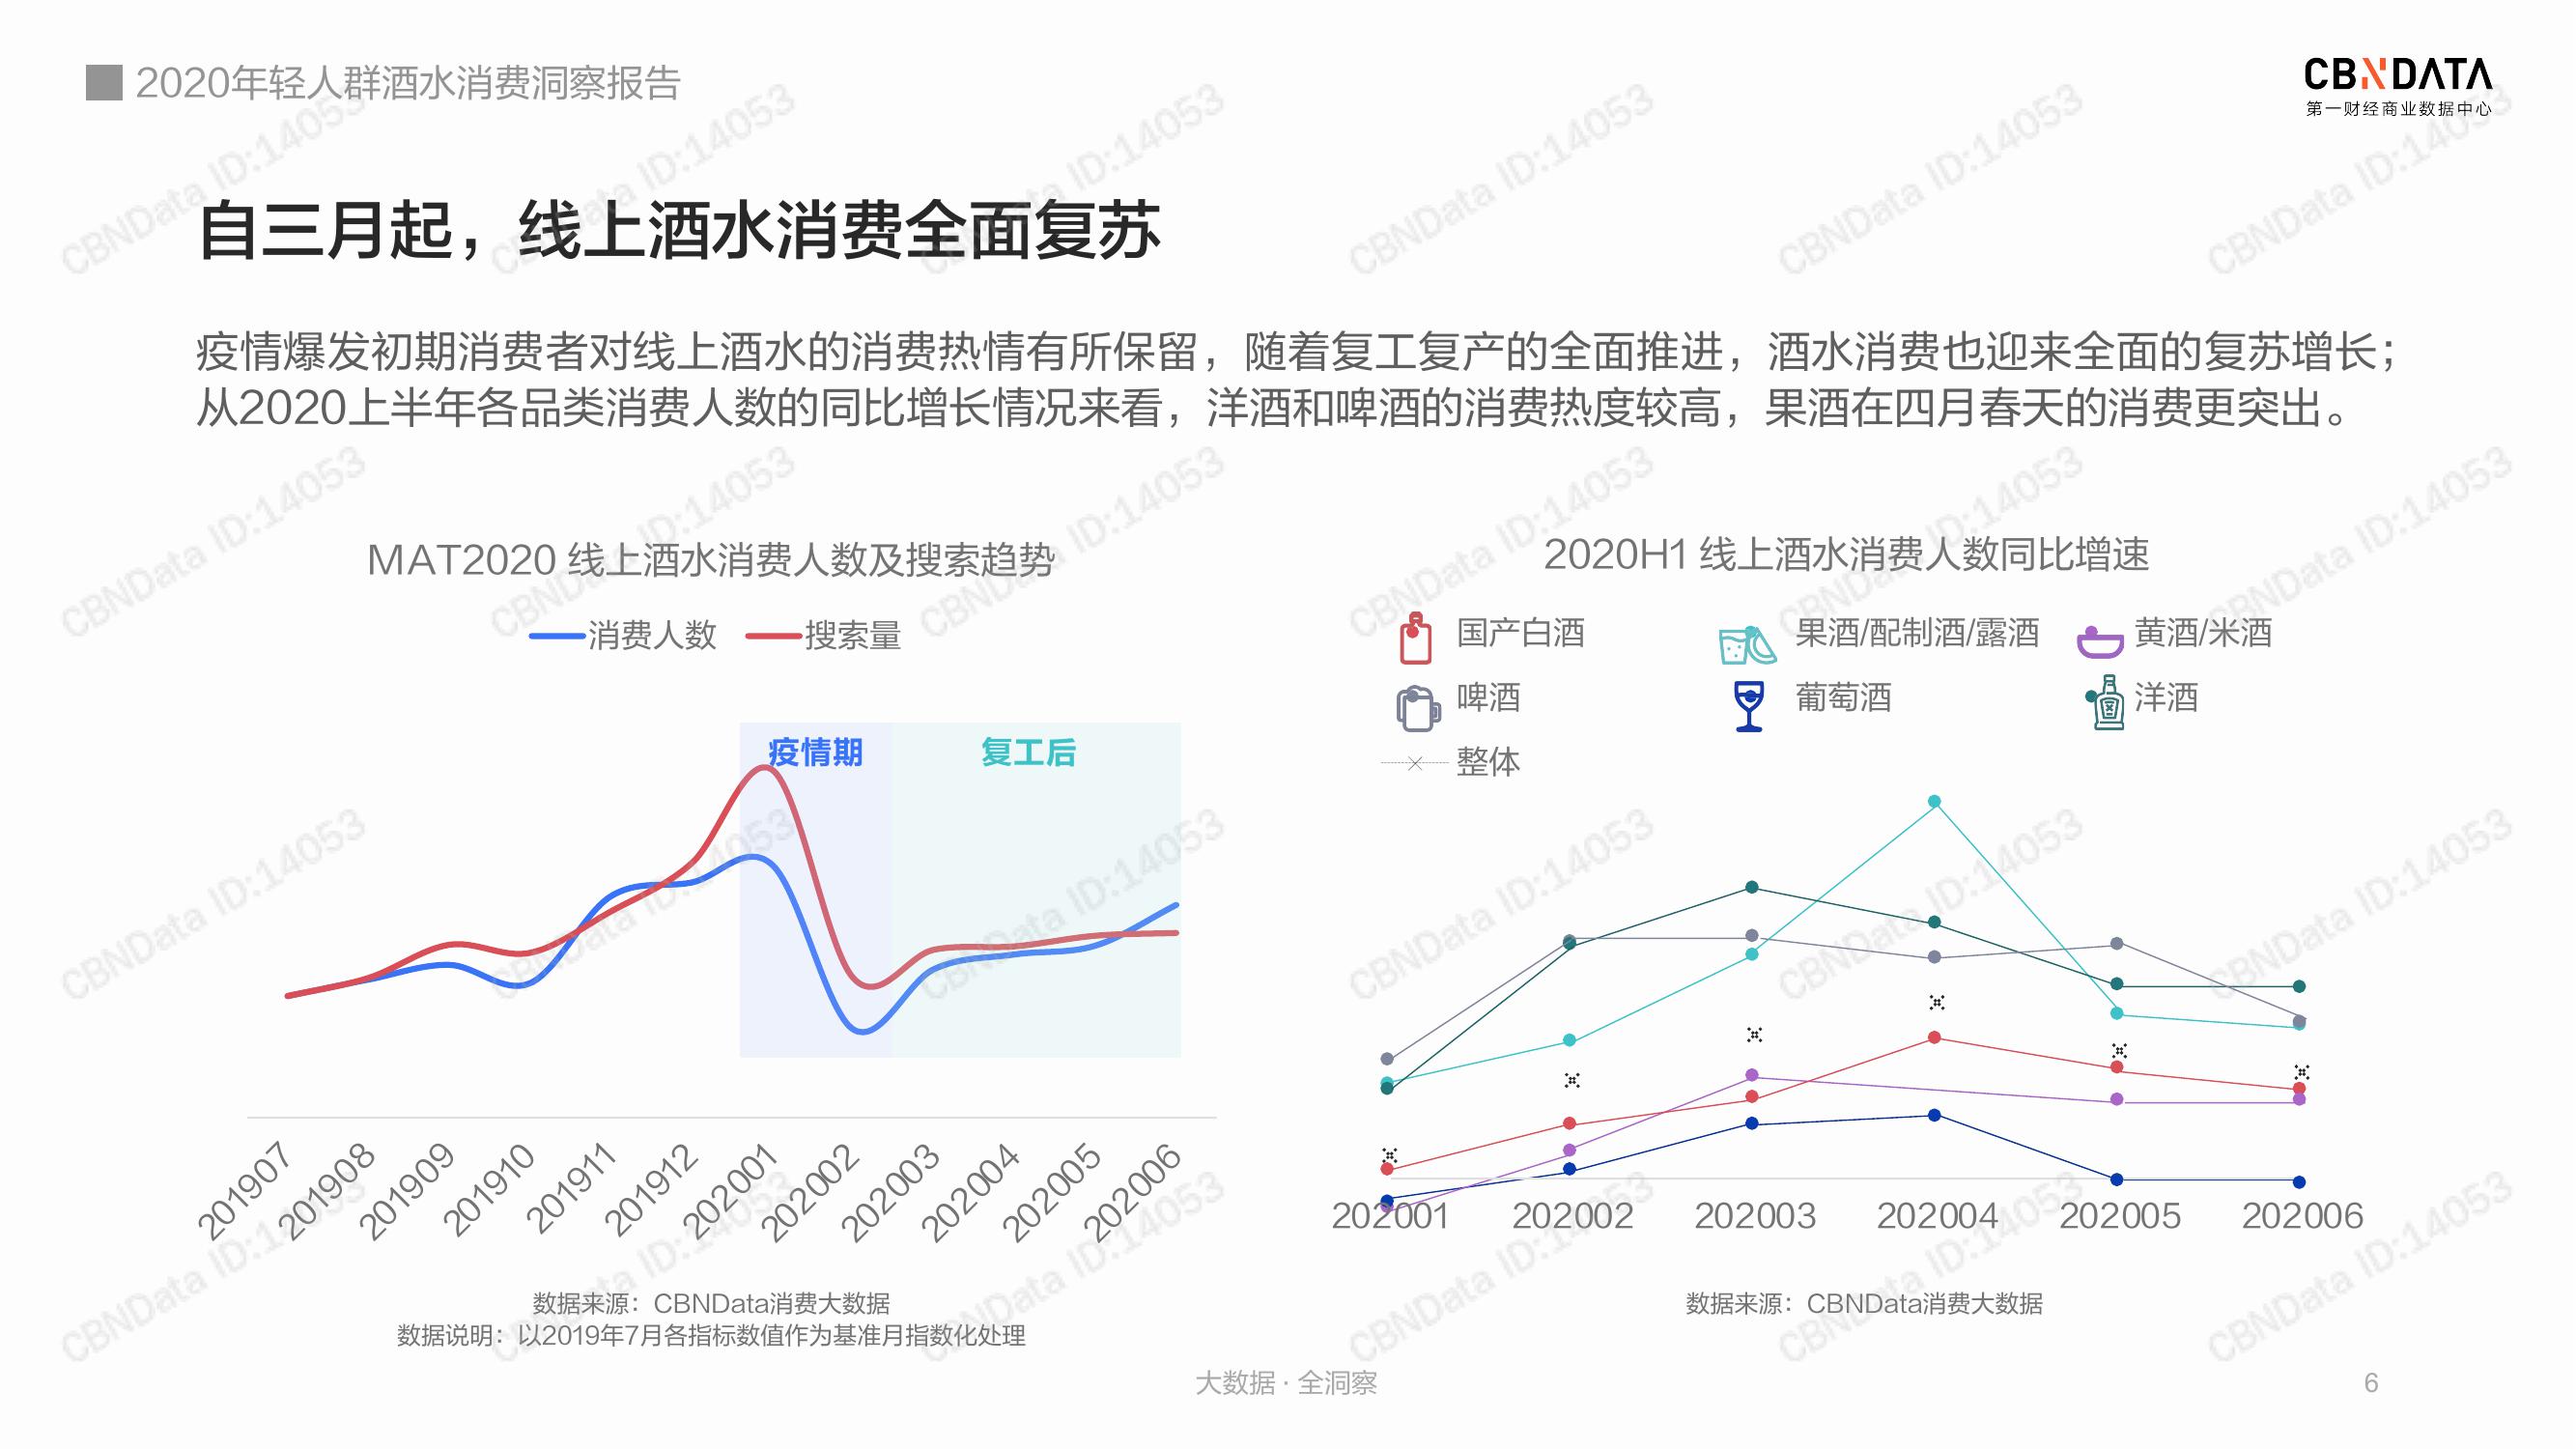 2020年轻人群酒水消费洞察报告
CBNDATA
第一财经商业数据中心
自三月起，线上酒水消费全面复苏
疫情爆发初期消费者对线上酒水的消费热情有所保留，随着复工复产的全面推进，酒水消费也迎来全面的复苏增长；
从2020上半年各品类消费人数的同比增长情况来看，洋酒和啤酒的消费热度较高，果酒在四月春天的消费更突出。
MAT2020 线上酒水消费人数及搜索趋势
消费人数 搜索量
疫情期 复工后
201907 201908 201909 201910 201911 201912 202001 202002 202003 202004 202005 202006
数据来源：CBNData消费大数据
数据说明：以2019年7月各指标数值作为基准月指数化处理
2020H1 线上酒水消费人数同比增速
国产白酒 果酒/配制酒/露酒 黄酒/米酒
啤酒 葡萄酒 洋酒
整体
202001 202002 202003 202004 202005 202006
数据来源：CBNData消费大数据
大数据 · 全洞察
6
CBNData ID:14053